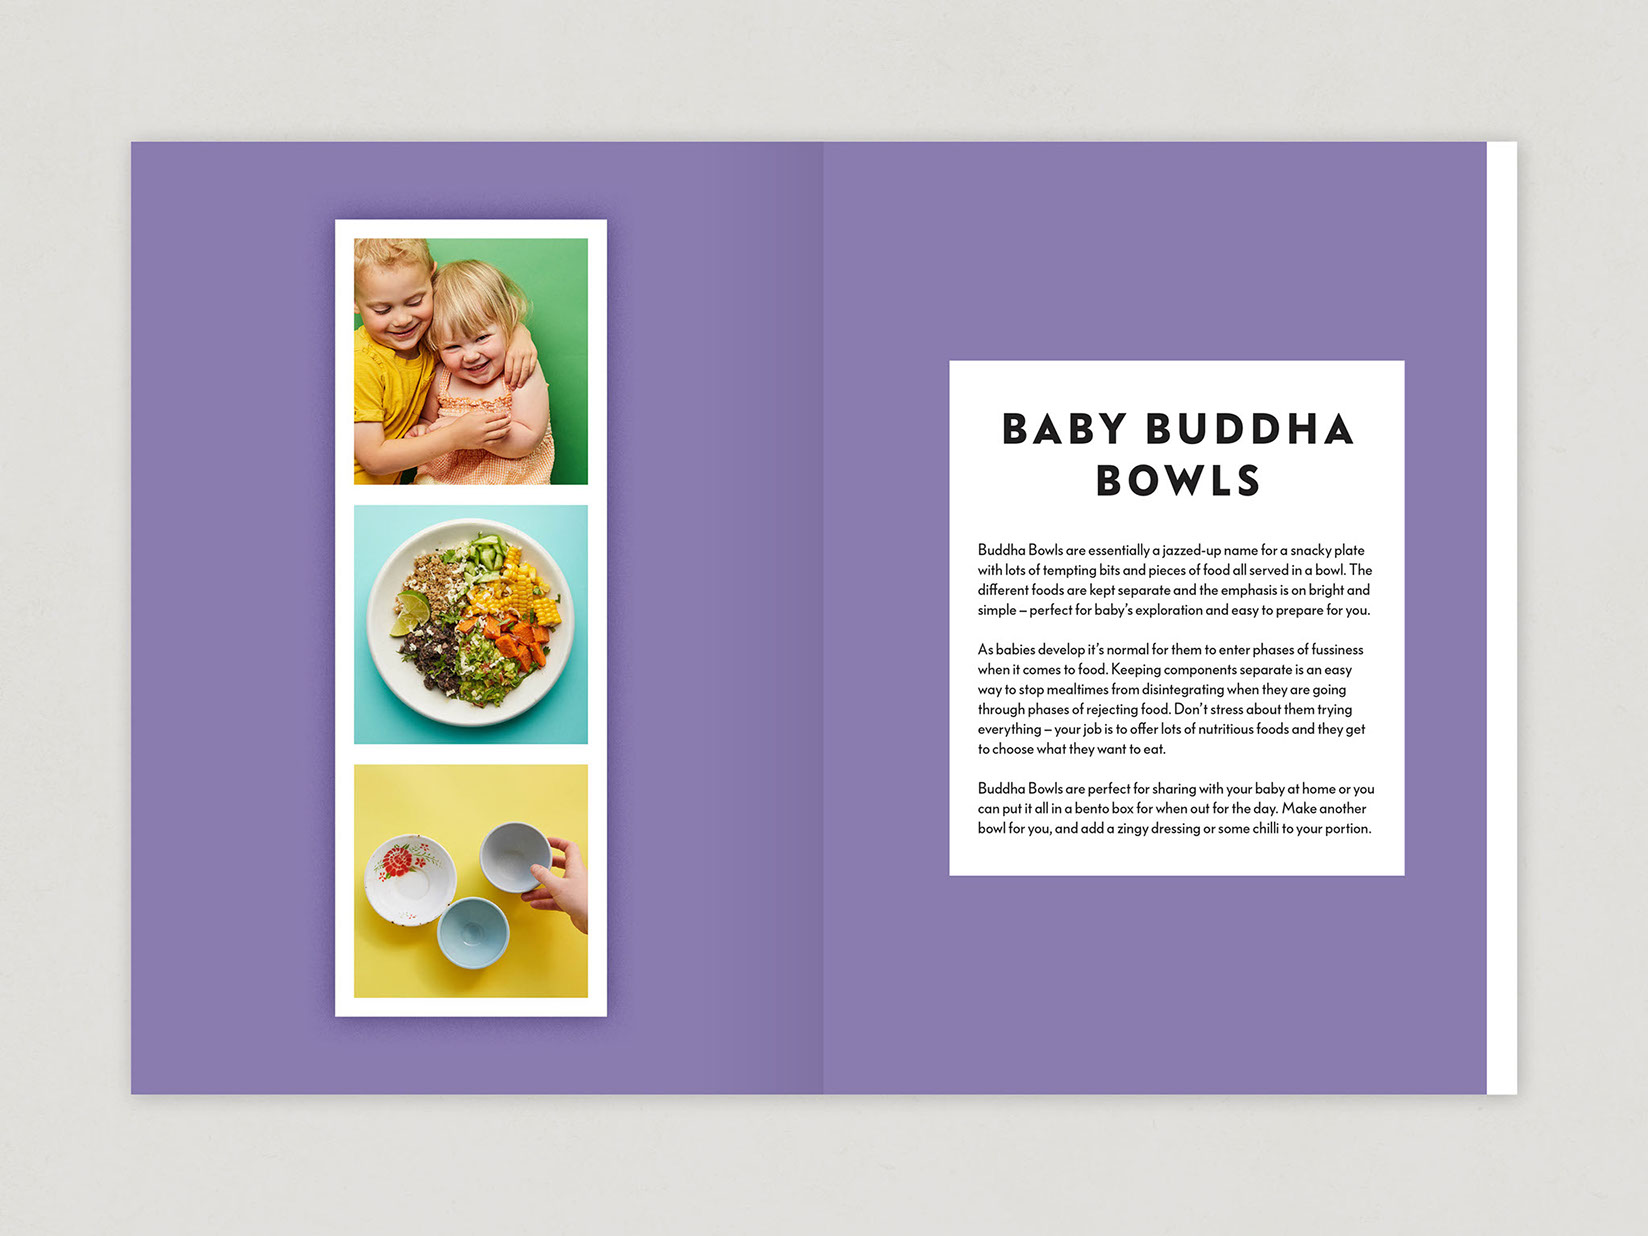 BABY BUDDHA
BOWLS
Buddha Bowls are essentially a jazzed-up name for a snacky plate
with lots of tempting bits and pieces of food all served in a bowl. The
different foods are kept separate and the emphasis is on bright and
simple – perfect for baby’s exploration and easy to prepare for you.
As babies develop it’s normal for them to enter phases of fussiness
when it comes to food. Keeping components separate is an easy
way to stop mealtimes from disintegrating when they are going
through phases of rejecting food. Don’t stress about them trying
everything – your job is to offer lots of nutritious foods and they get
to choose what they want to eat.
Buddha Bowls are perfect for sharing with your baby at home or you
can put it all in a bento box for when out for the day. Make another
bowl for you, and add a zingy dressing or some chilli to your portion.